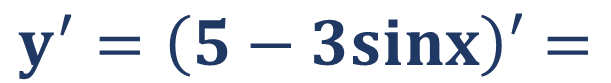 y′ = (5 − 3sinx)′ =